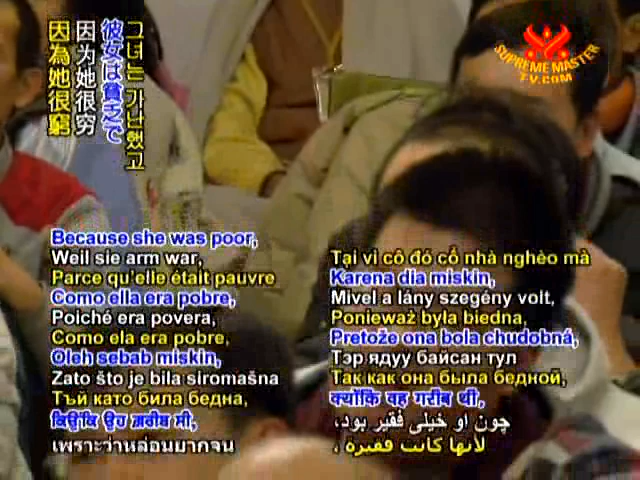 그녀는 가난했고
彼女は貧乏で
因为她很穷
因為她很窮
SUPREME MASTER
TV.COM
Because she was poor,
Weil sie arm war,
Parce qu'elle était pauvre
Como ella era pobre,
Poiché era povera,
Como ela era pobre,
Oleh sebab miskin,
Zato što je bila siromašna
Тъй като била бедна,
ਕਿਉਂਕਿ ਉਹ ਗਰੀਬ ਸੀ,
เพราะว่าหล่อนยากจน
Tại vì cô đó cổ nhà nghèo mà
Karena dia miskin,
Mivel a lány szegény volt,
Ponieważ była biedna,
Pretože ona bola chudobná,
Тэр ядуу байсан тул
Так как она была бедной,
क्योंकि वह गरीब थी,
چون او خیلی فقیر بود،
لأنها كانت فقيرة ،